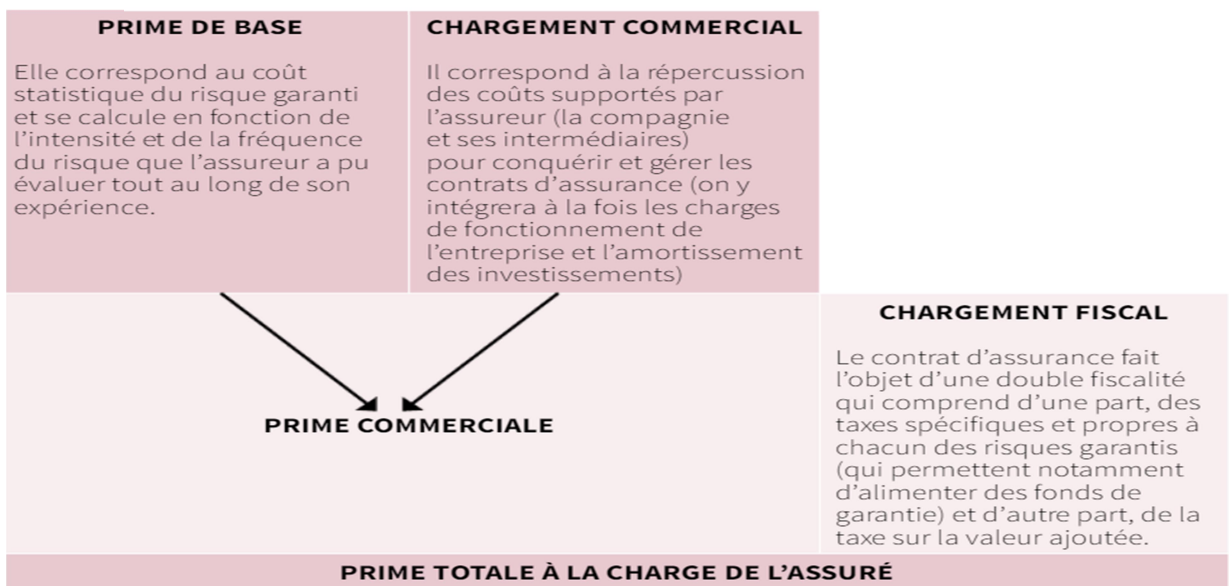 PRIME DE BASE
Elle correspond au coût
statistique du risque garanti
et se calcule en fonction de
l'intensité et de la fréquence
du risque que l'assureur a pu
évaluer tout au long de son
expérience.
CHARGEMENT COMMERCIAL
Il correspond à la répercussion
des coûts supportés par
l'assureur (la compagnie
et ses intermédiaires)
pour conquérir et gérer les
contrats d'assurance (on y
intégrera à la fois les charges
de fonctionnement de
l'entreprise et l'amortissement
des investissements)
PRIME COMMERCIALE
CHARGEMENT FISCAL
Le contrat d'assurance fait
l'objet d'une double fiscalité
qui comprend d'une part, des
taxes spécifiques et propres à
chacun des risques garantis
(qui permettent notamment
d'alimenter des fonds de
garantie) et d'autre part, de la
taxe sur la valeur ajoutée.
PRIME TOTALE À LA CHARGE DE L'ASSURÉ